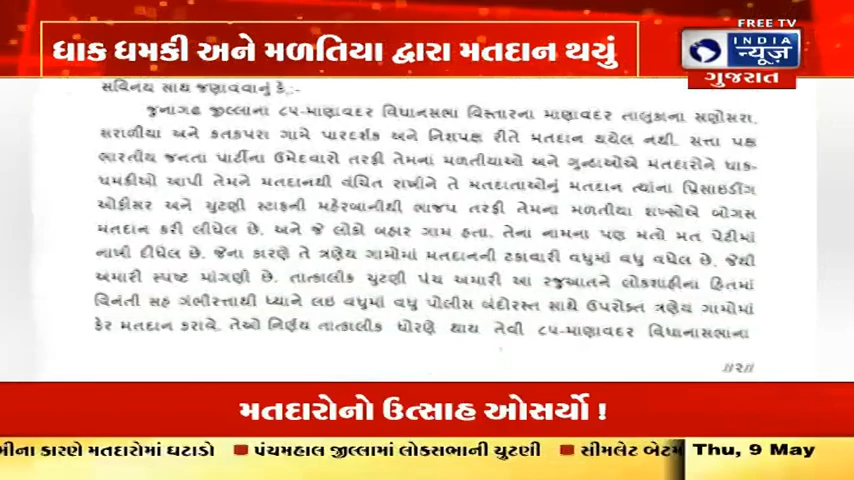 FREE TV
ધાક ધમકી અને મળતિયા દ્વારા મતદાન થયું
INDIA
न्यूज़
ગુજરાત
સવિનય સાથ જણાવવાનું કે,:-
જુનાગઢ જીલ્લાના ૮૫-માણાવદર વિધાનસભા વિસ્તારના માણાવદર તાલુકાના સણોસરા,
સરાળીયા અને કતકપરા ગામે પારદર્શક અને નિશપક્ષ રીતે મતદાન થયેલ નથી. સત્તા પક્ષ
ભારતીય જનતા પાર્ટીના ઉમેદવારો તરફી તેમના મળતીયાઓ અને ગુન્ડાઓએ મતદારોને ધાક-
ધમકીઓ આપી તેમને મતદાનથી વંચિત રાખીને તે મતદાતાઓનું મતદાન ત્યાંના પ્રિસાઇડીંગ
ઓફીસર અને ચુટણી સ્ટાફની મહેરબાનીથી ભાજપ તરફી તેમના મળતીયા શખ્સોએ બોગસ
મતદાન કરી લીધેલ છે. અને જે લોકો બહાર ગામ હતા. તેના નામના પણ મતો મત પેટીમાં
નાખી દીધેલ છે. જેના કારણે તે ત્રણેય ગામોમાં મતદાનની ટકાવારી વધુમાં વધુ વધેલ છે. જેથી
અમારી સ્પષ્ટ માંગણી છે. તાત્કાલીક ચુટણી પંચ અમારી આ રજુઆતને લોકશાહીના હિતમાં
વિનંતી સહ ગંભીરતાથી ધ્યાને લઇ વધુમાં વધુ પોલીસ બંદોરસ્ત સાથે ઉપરોક્ત ત્રણેય ગામોમાં
ફેર મતદાન કરાવે. તેઓ નિર્ણય તાત્કાલીક ધોરણે થાય તેવી ૮૫-માણાવદર વિધાનાસભાના
//૨//
મતદારોનો ઉત્સાહ ઓસર્યો !
મીના કારણે મતદારોમાં ઘટાડો ■ પંચમહાલ જીલ્લામાં લોકસભાની ચુટણી ■ સીમલેટ બેટમ
Thu, 9 May